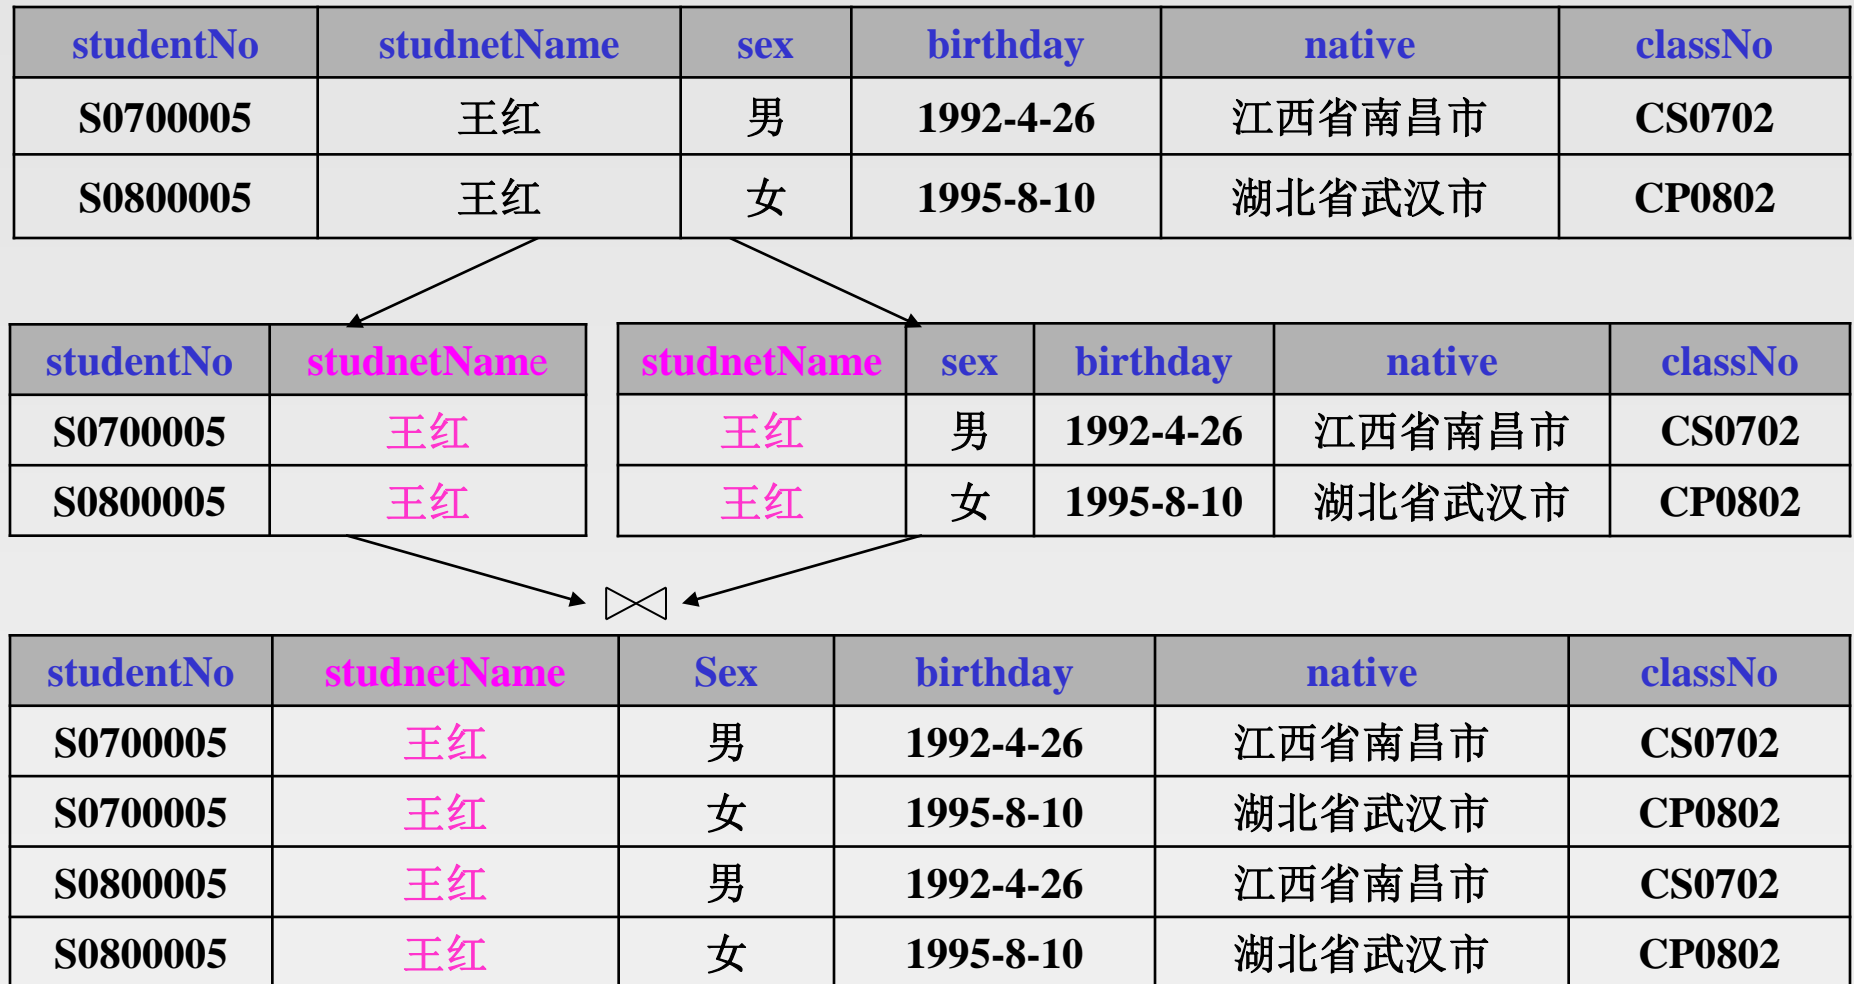 studentNo studnetName sex birthday native classNo
S0700005 王红 男 1992-4-26 江西省南昌市 CS0702
S0800005 王红 女 1995-8-10 湖北省武汉市 CP0802
studentNo studnetName studnetName sex birthday native classNo
S0700005 王红 王红 男 1992-4-26 江西省南昌市 CS0702
S0800005 王红 王红 女 1995-8-10 湖北省武汉市 CP0802
studentNo studnetName Sex birthday native classNo
S0700005 王红 男 1992-4-26 江西省南昌市 CS0702
S0700005 王红 女 1995-8-10 湖北省武汉市 CP0802
S0800005 王红 男 1992-4-26 江西省南昌市 CS0702
S0800005 王红 女 1995-8-10 湖北省武汉市 CP0802